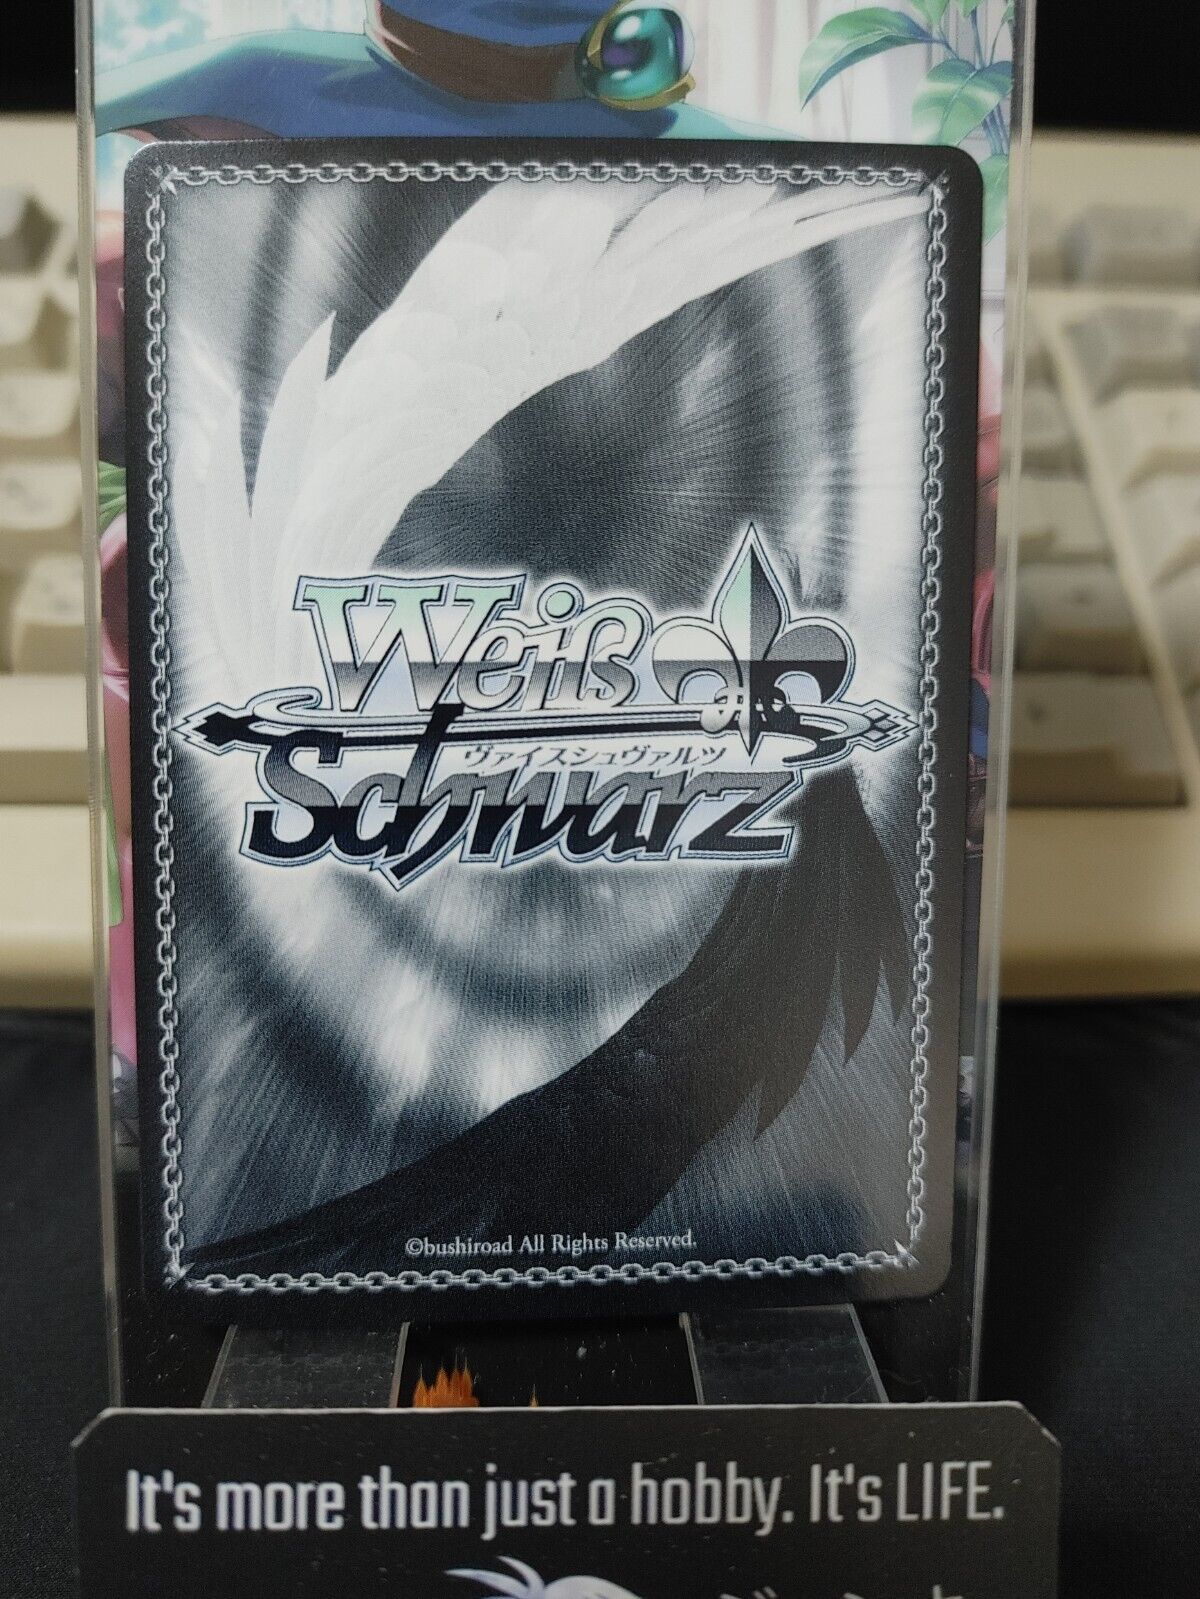 Weiß
ヴァイスシュヴァルツ
Schwarz
©bushiroad All Rights Reserved.
It's more than just a hobby. It's LIFE.